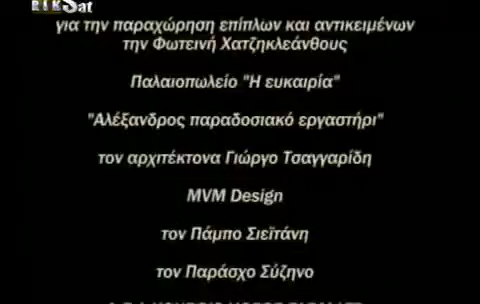 RIKSat
για την παραχώρηση επίπλων και αντικειμένων
την Φωτεινή Χατζηκλεάνθους
Παλαιοπωλείο "Η ευκαιρία"
"Αλέξανδρος παραδοσιακό εργαστήρι"
τον αρχιτέκτονα Γιώργο Τσαγγαρίδη
MVM Design
τον Πάμπο Σιεϊτάνη
τον Παράσχο Σύζηνο